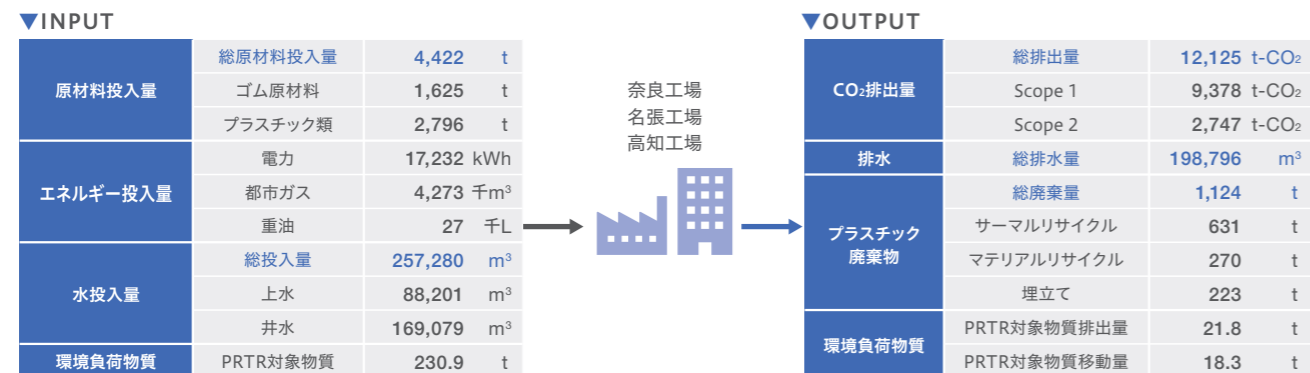 ▼INPUT
原材料投入量
総原材料投入量 4,422 t
ゴム原材料 1,625 t
プラスチック類 2,796 t
エネルギー投入量
電力 17,232 kWh
都市ガス 4,273 千m³
重油 27 千L
水投入量
総投入量 257,280 m³
上水 88,201 m³
井水 169,079 m³
環境負荷物質
PRTR対象物質 230.9 t
奈良工場
名張工場
高知工場
▼OUTPUT
CO₂排出量
総排出量 12,125 t-CO₂
Scope 1 9,378 t-CO₂
Scope 2 2,747 t-CO₂
排水
総排水量 198,796 m³
プラスチック
廃棄物
総廃棄量 1,124 t
サーマルリサイクル 631 t
マテリアルリサイクル 270 t
埋立て 223 t
環境負荷物質
PRTR対象物質排出量 21.8 t
PRTR対象物質移動量 18.3 t